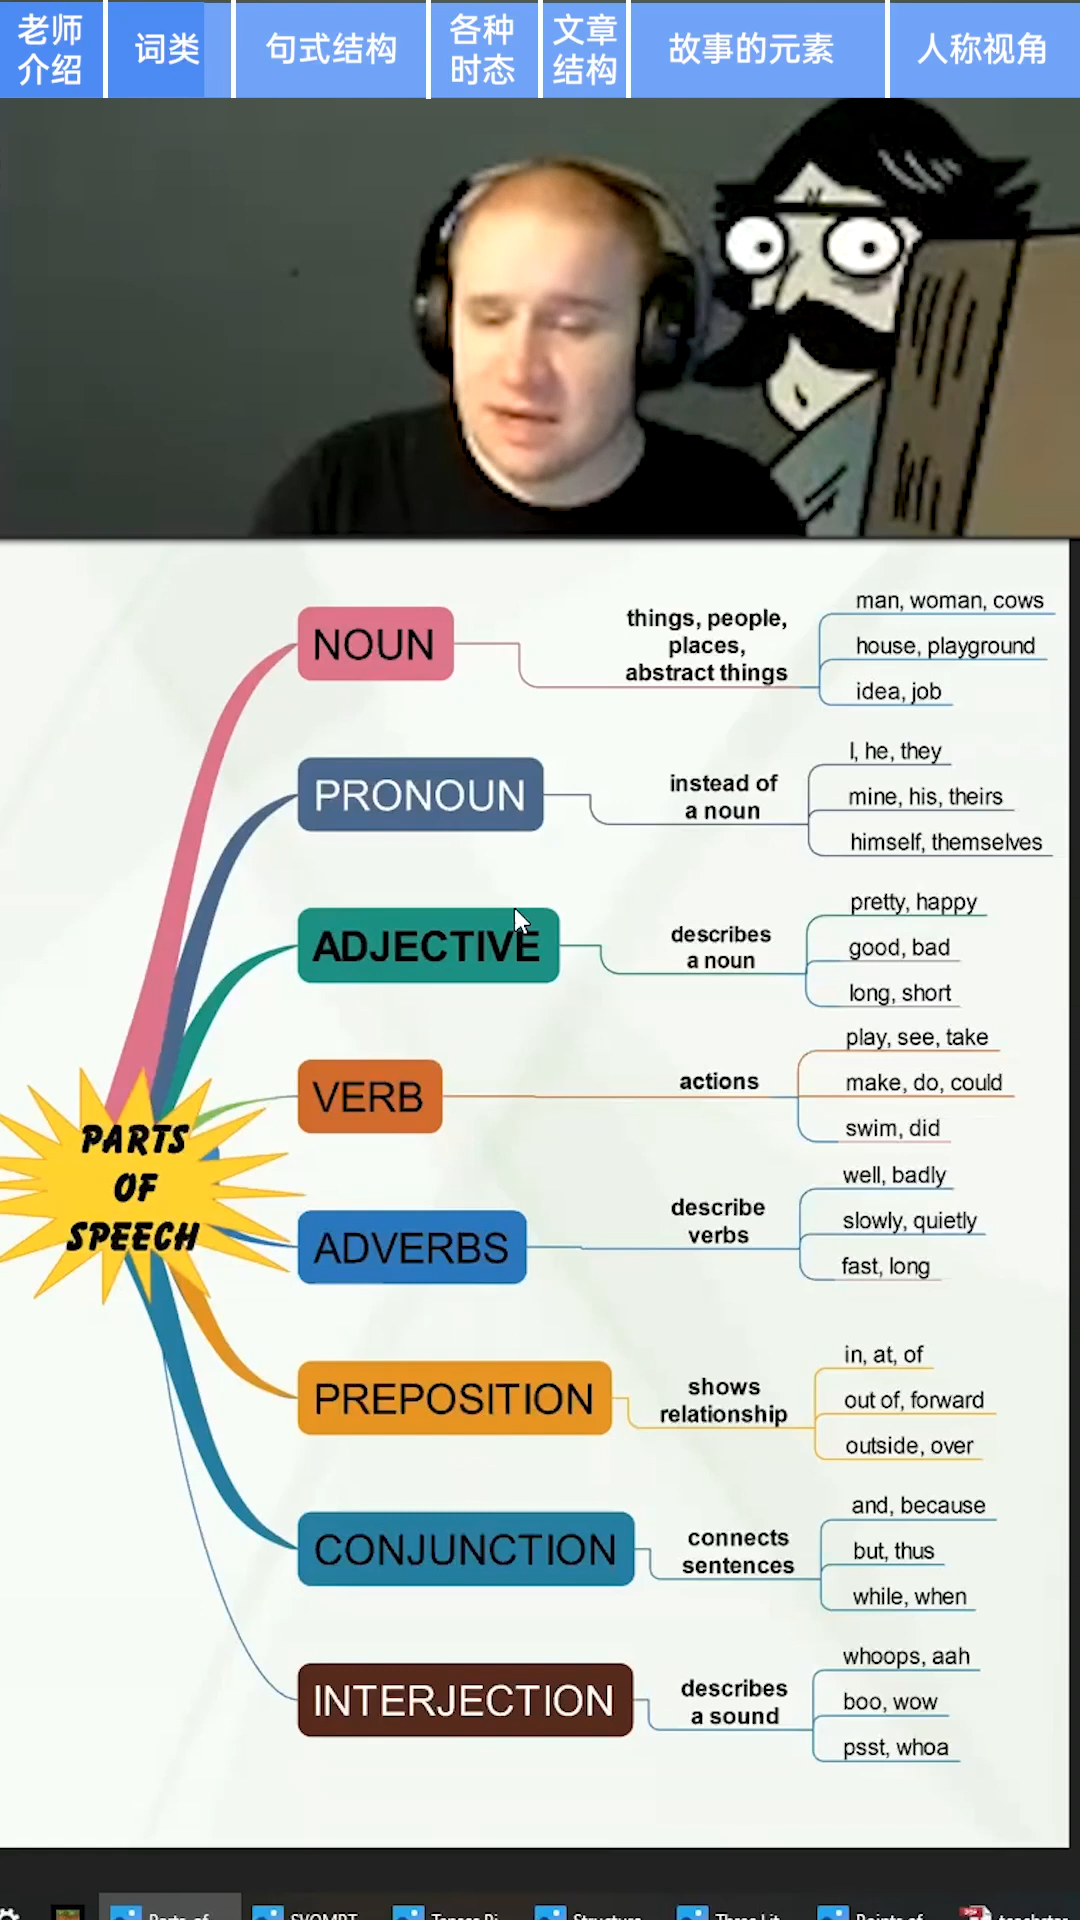 老师
介绍
词类
句式结构
各种
时态
文章
结构
故事的元素
人称视角
NOUN
things, people,
places,
abstract things
man, woman, cows
house, playground
idea, job
PRONOUN
instead of
a noun
I, he, they
mine, his, theirs
himself, themselves
ADJECTIVE
describes
a noun
pretty, happy
good, bad
long, short
VERB
actions
play, see, take
make, do, could
swim, did
PARTS
OF
SPEECH
ADVERBS
describe
verbs
well, badly
slowly, quietly
fast, long
PREPOSITION
shows
relationship
in, at, of
out of, forward
outside, over
CONJUNCTION
connects
sentences
and, because
but, thus
while, when
INTERJECTION
describes
a sound
whoops, aah
boo, wow
psst, whoa
Parts of
Structure
Points of